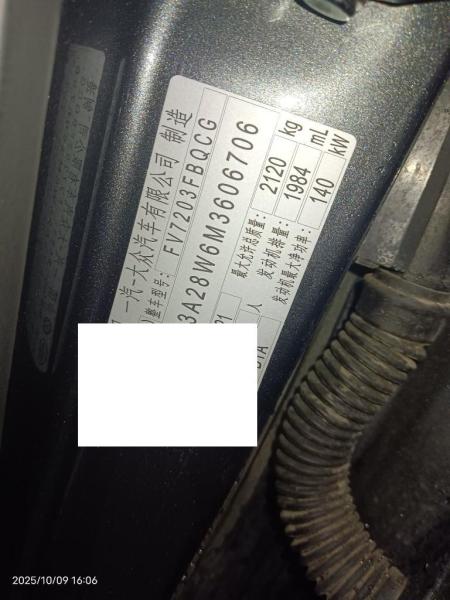 一汽-大众汽车有限公司 制造
整车型号: FV7203FBQCG
3A28W6M3606706
最大允许总质量: 2120 kg
人 发动机排量: 1984 mL
发动机最大净功率: 140 kW
2025/10/09 16:06